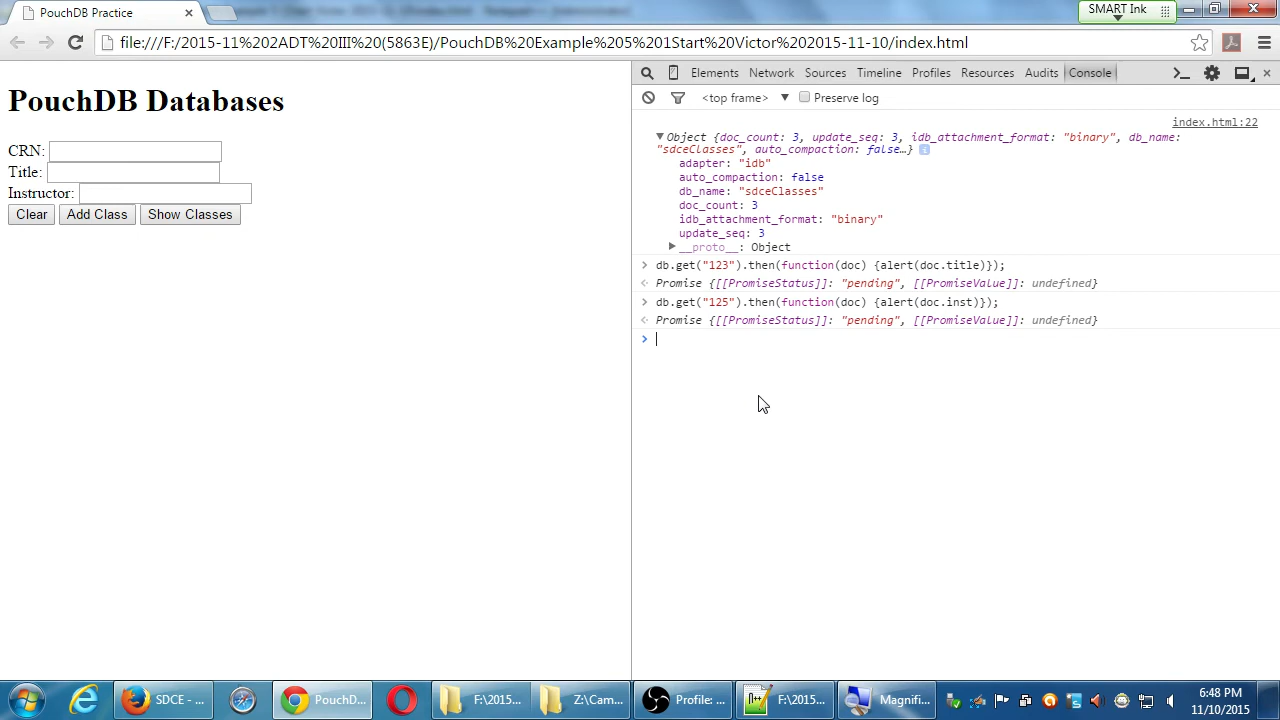 PouchDB Practice
SMART Ink
file:///F:/2015-11%202ADT%20III%20(5863E)/PouchDB%20Example%205%201Start%20Victor%202015-11-10/index.html
PouchDB Databases
CRN:
Title:
Instructor:
Clear Add Class Show Classes
Elements Network Sources Timeline Profiles Resources Audits Console
<top frame> Preserve log
index.html:22
Object {doc_count: 3, update_seq: 3, idb_attachment_format: "binary", db_name:
"sdceClasses", auto_compaction: false…}
adapter: "idb"
auto_compaction: false
db_name: "sdceClasses"
doc_count: 3
idb_attachment_format: "binary"
update_seq: 3
__proto__: Object
> db.get("123").then(function(doc) {alert(doc.title)});
Promise {[[PromiseStatus]]: "pending", [[PromiseValue]]: undefined}
> db.get("125").then(function(doc) {alert(doc.inst)});
Promise {[[PromiseStatus]]: "pending", [[PromiseValue]]: undefined}
>
SDCE - ... PouchD... F:\2015... Z:\Cam... Profile: ... F:\2015... Magnifi...
6:48 PM
11/10/2015